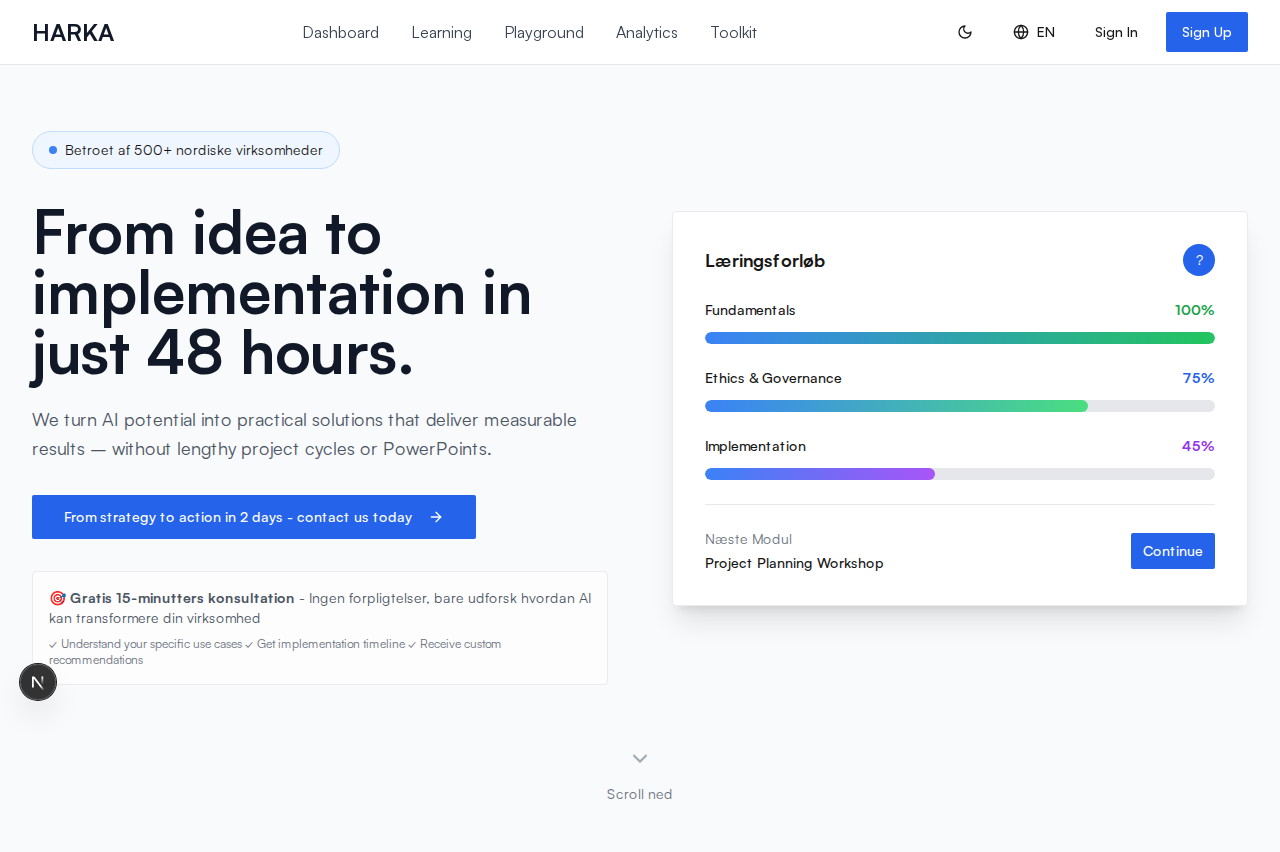 HARKA
Dashboard
Learning
Playground
Analytics
Toolkit
EN
Sign In
Sign Up
Betroet af 500+ nordiske virksomheder
From idea to
implementation in
just 48 hours.
We turn AI potential into practical solutions that deliver measurable
results — without lengthy project cycles or PowerPoints.
From strategy to action in 2 days - contact us today →
🎯 Gratis 15-minutters konsultation - Ingen forpligtelser, bare udforsk hvordan AI
kan transformere din virksomhed
✓ Understand your specific use cases ✓ Get implementation timeline ✓ Receive custom
recommendations
N
Læringsforløb
?
Fundamentals
100%
Ethics & Governance
75%
Implementation
45%
Næste Modul
Project Planning Workshop
Continue
Scroll ned